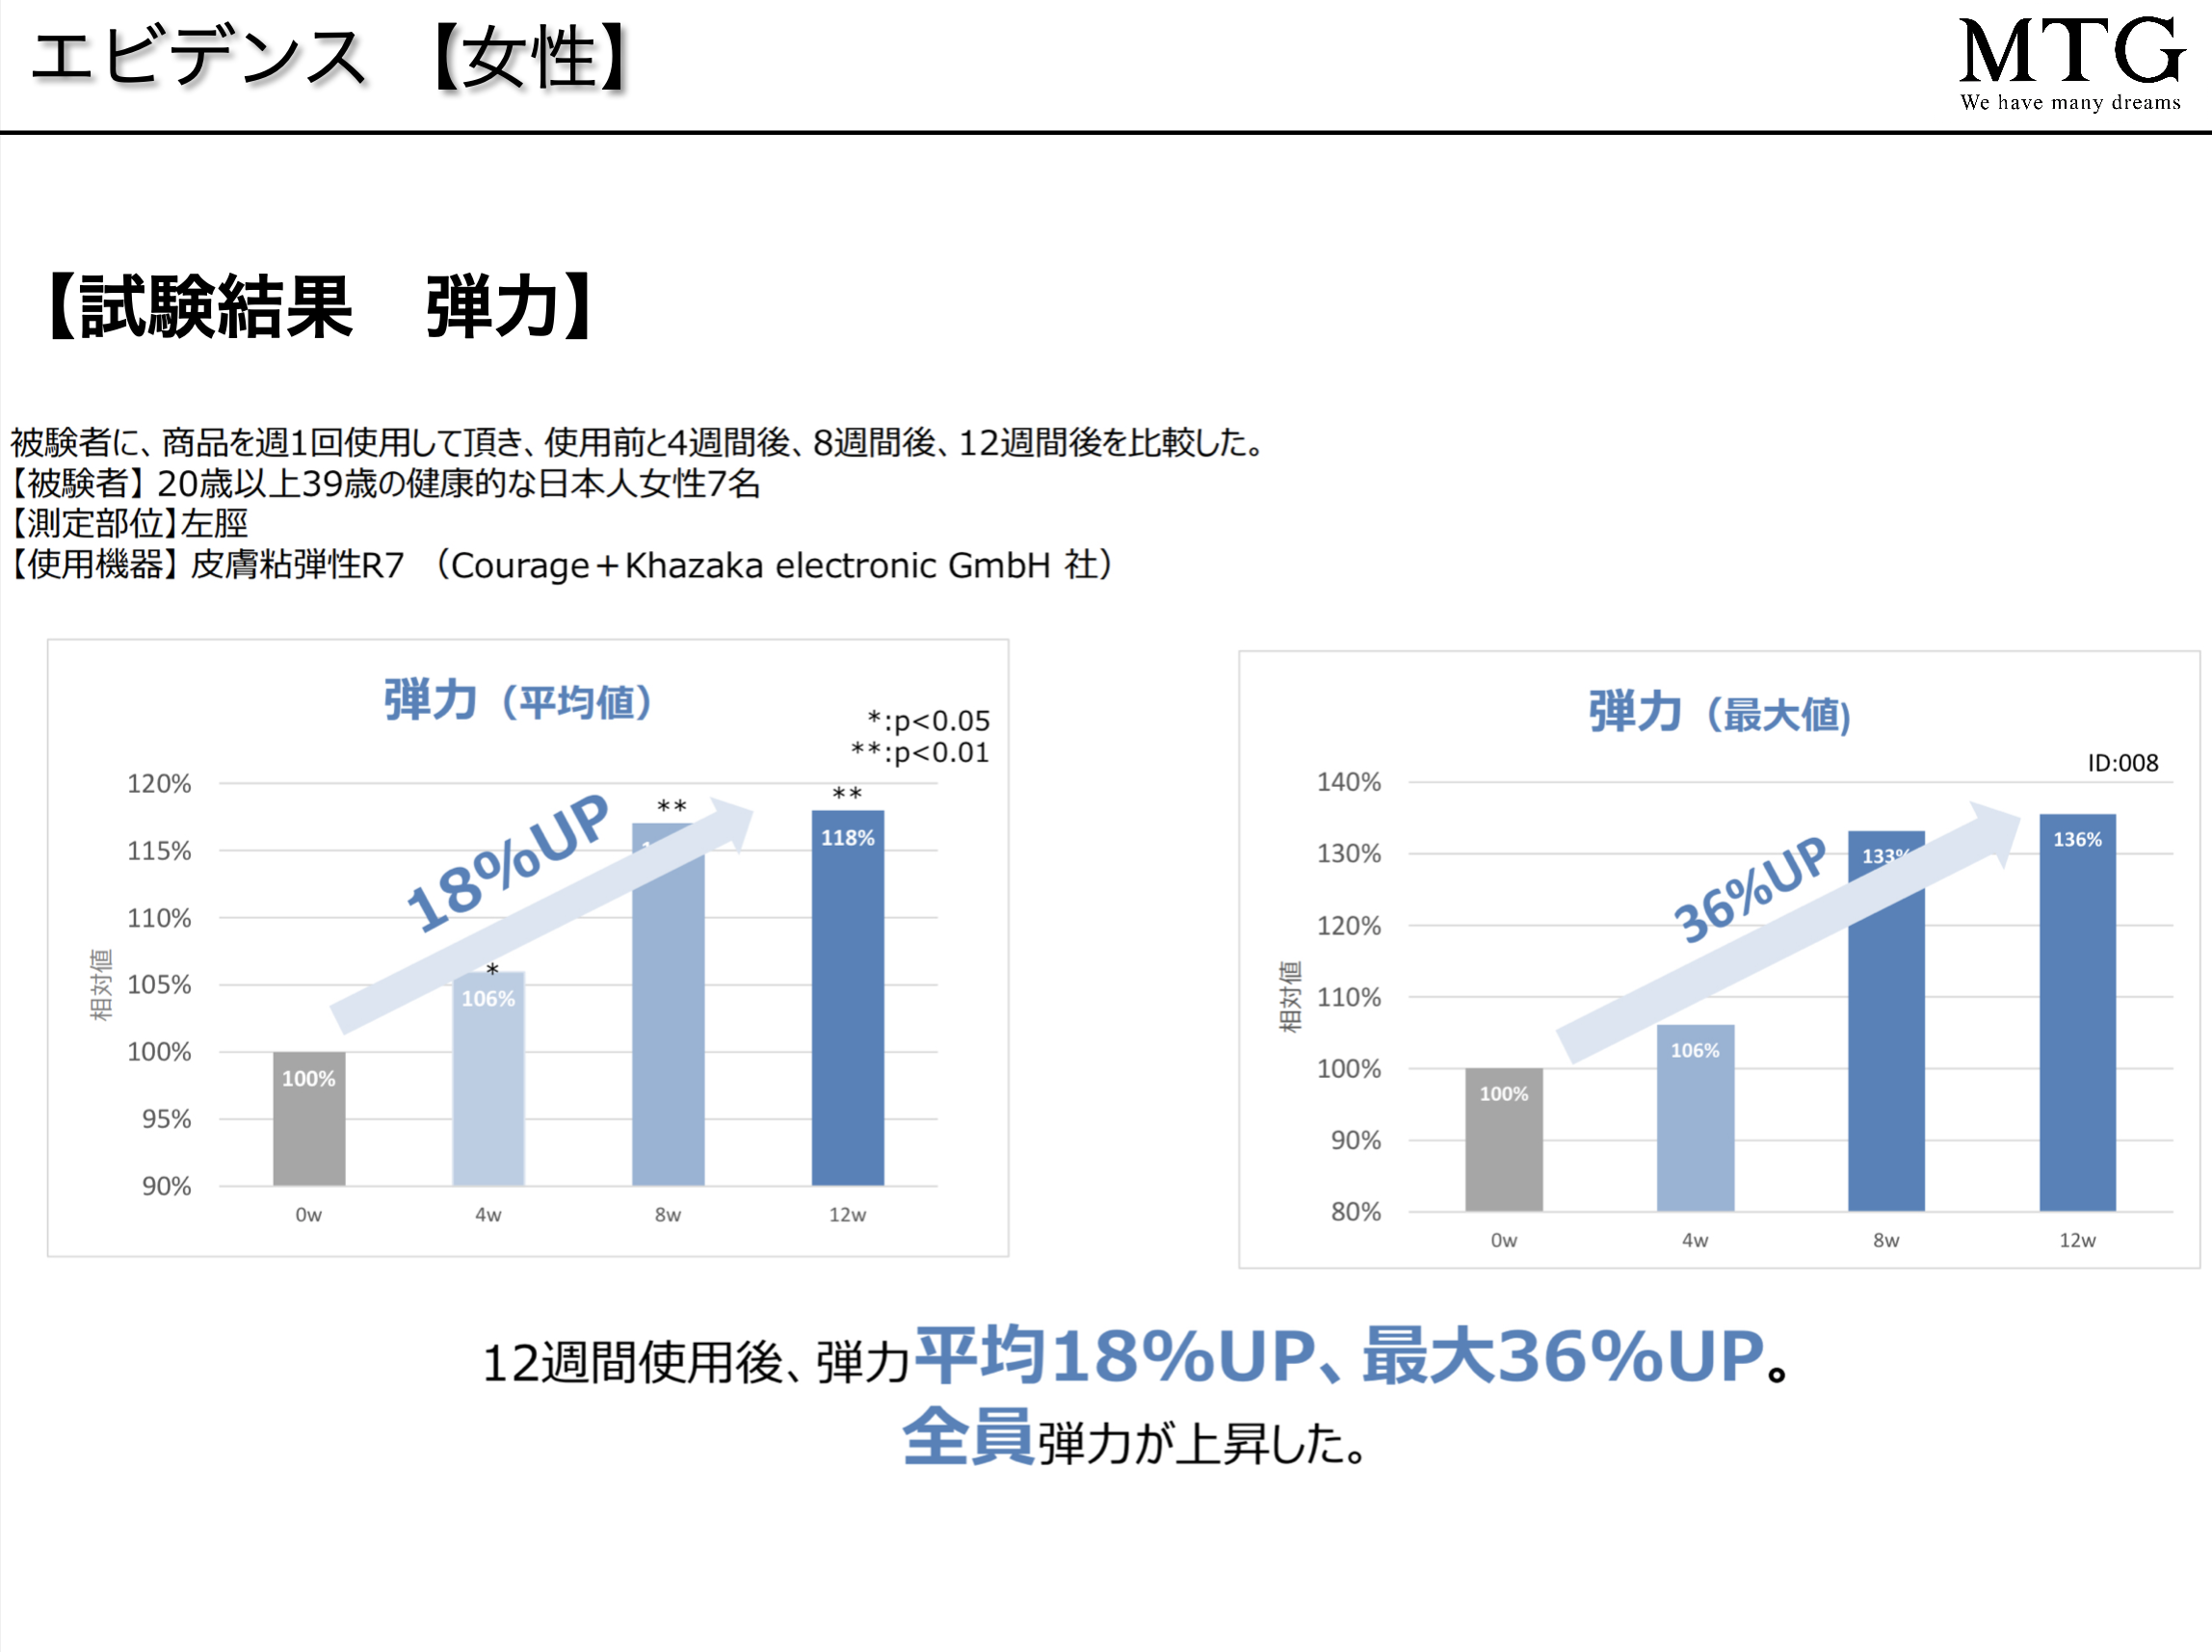 エビデンス 【女性】
MTG
We have many dreams
【試験結果　弾力】
被験者に、商品を週1回使用して頂き、使用前と4週間後、8週間後、12週間後を比較した。
【被験者】 20歳以上39歳の健康的な日本人女性7名
【測定部位】左脛
【使用機器】 皮膚粘弾性R7 （Courage＋Khazaka electronic GmbH 社）
弾力（平均値）
*:p<0.05
**:p<0.01
18%UP
相対値
120%
115%
110%
105%
100%
95%
90%
100%
*
106%
**
**
118%
0w
4w
8w
12w
弾力（最大値)
ID:008
36%UP
相対値
140%
130%
120%
110%
100%
90%
80%
100%
106%
133%
136%
0w
4w
8w
12w
12週間使用後、弾力平均18%UP、最大36%UP。
全員弾力が上昇した。